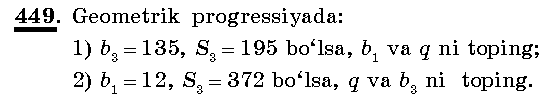 449. Geometrik progressiyada:
1) b₃=135, S₃=195 bo‘lsa, b₁ va q ni toping;
2) b₁=12, S₃=372 bo‘lsa, q va b₃ ni toping.